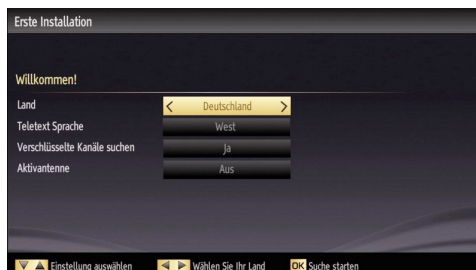 Erste Installation
Willkommen!
Land < Deutschland >
Teletext Sprache West
Verschlüsselte Kanäle suchen Ja
Aktivantenne Aus
Einstellung auswählen Wählen Sie Ihr Land OK Suche starten